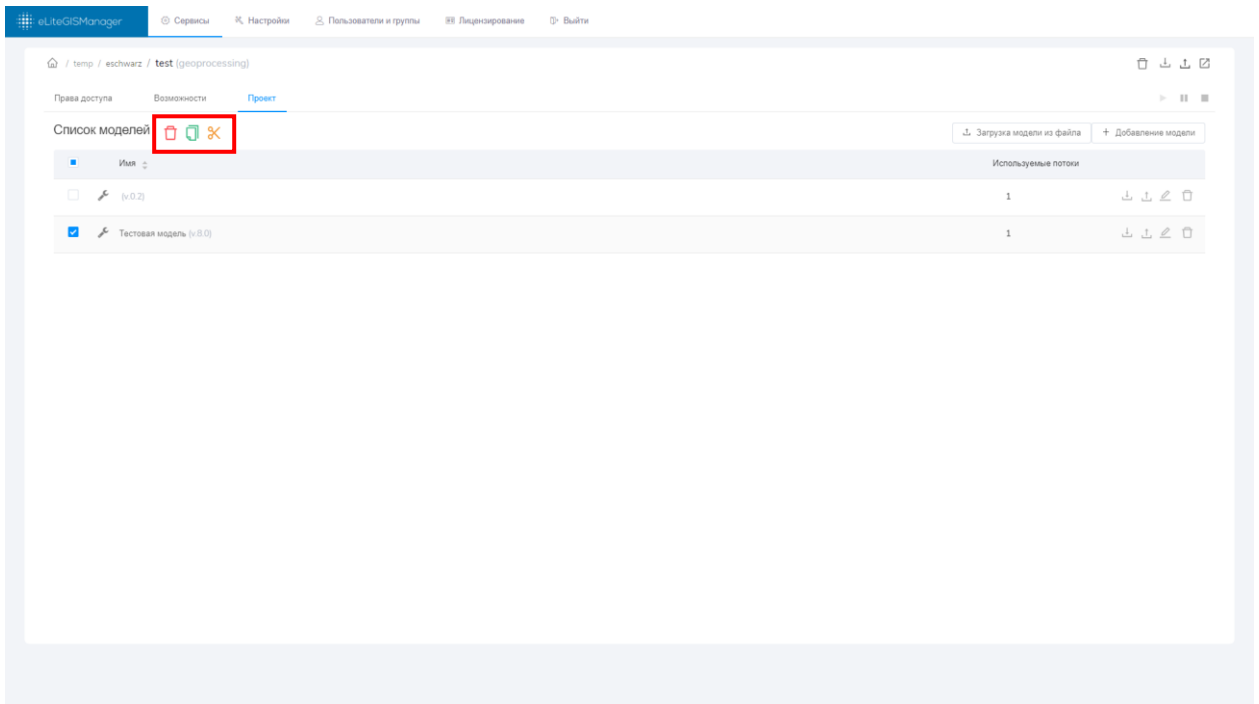 eLiteGISManager Сервисы Настройки Пользователи и группы Лицензирование Выйти
/ temp / eschwarz / test (geoprocessing)
Права доступа Возможности Проект
Список моделей Загрузка модели из файла + Добавление модели
Имя Используемые потоки
(v.0.2) 1
Тестовая модель (v.8.0) 1